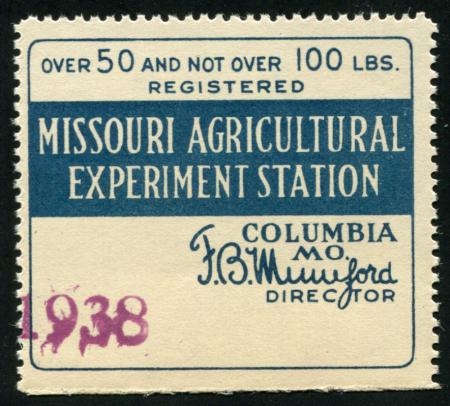 OVER 50 AND NOT OVER 100 LBS.
REGISTERED
MISSOURI AGRICULTURAL
EXPERIMENT STATION
COLUMBIA
MO.
F.B. Mumford
DIRECTOR
1938